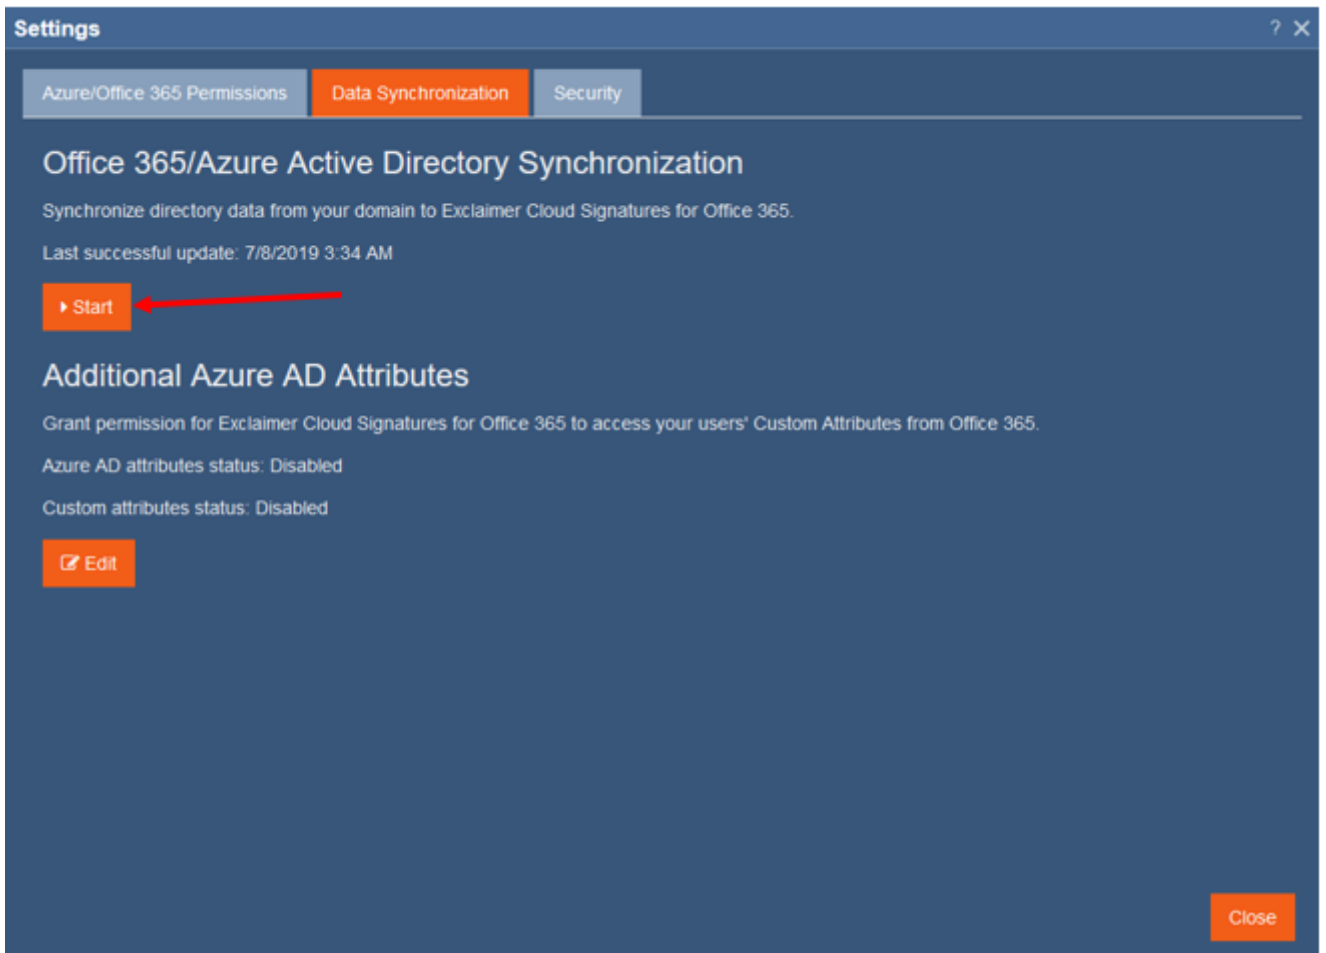 Settings
?
Azure/Office 365 Permissions
Data Synchronization
Security
Office 365/Azure Active Directory Synchronization
Synchronize directory data from your domain to Exclaimer Cloud Signatures for Office 365.
Last successful update: 7/8/2019 3:34 AM
Start
Additional Azure AD Attributes
Grant permission for Exclaimer Cloud Signatures for Office 365 to access your users' Custom Attributes from Office 365.
Azure AD attributes status: Disabled
Custom attributes status: Disabled
Edit
Close